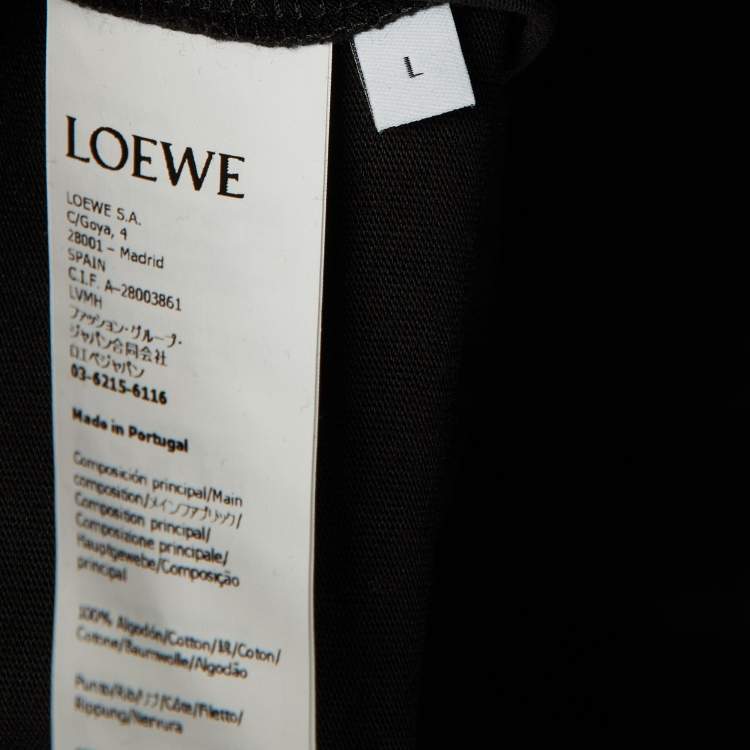 L
LOEWE
LOEWE S.A.
C/Goya, 4
28001 – Madrid
SPAIN
C.I.F. A-28003861
LVMH
ファッション・グループ・
ジャパン合同会社
ロエベジャパン
03-6215-6116
Made in Portugal
Composición principal/Main
composition/メインファブリック/
Composition principal/
Composizione principale/
Hauptgewebe/Composição
principal
100% Algodón/Cotton/綿/Coton/
Cotone/Baumwolle/Algodão
Punto/Rib/リブ/Côte/Filetto/
Rippung/Nervura